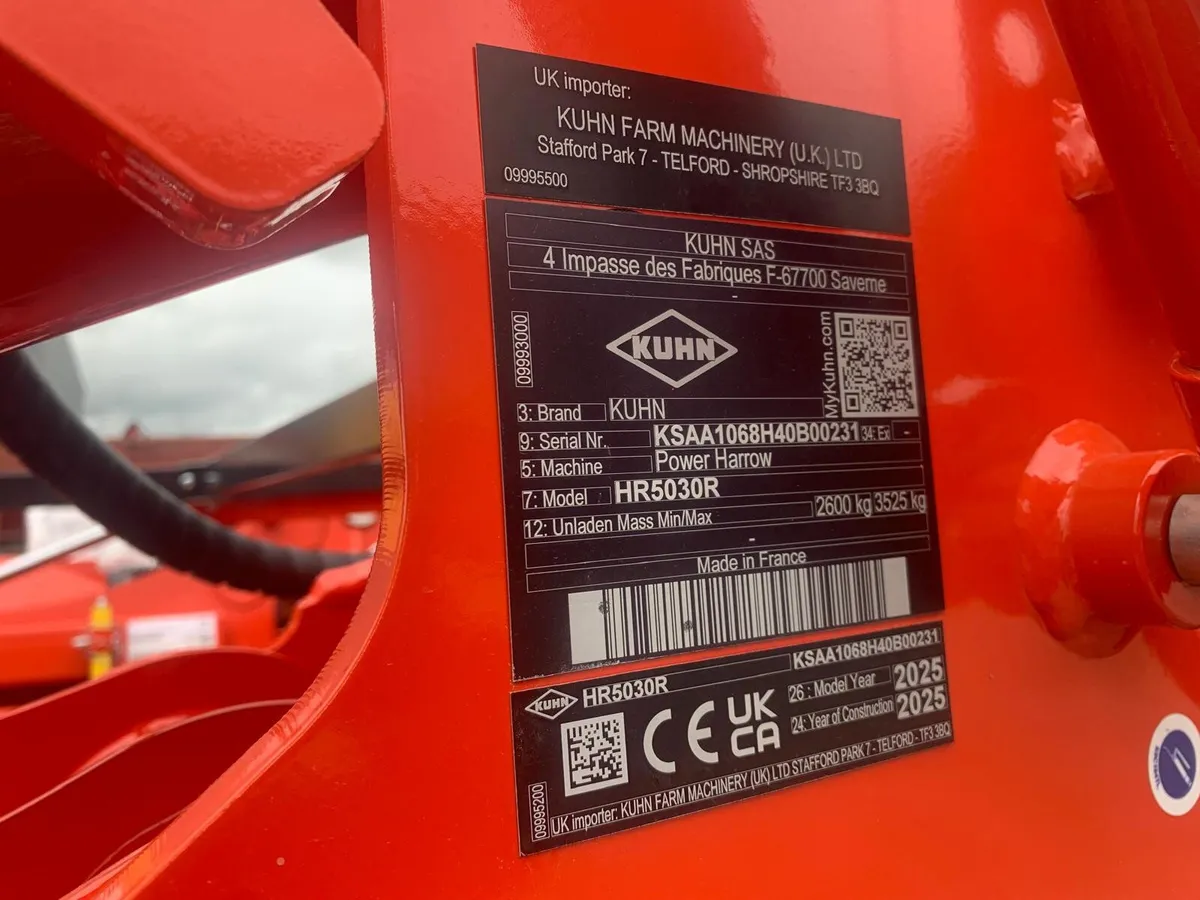 UK importer:
KUHN FARM MACHINERY (U.K.) LTD
Stafford Park 7 - TELFORD - SHROPSHIRE TF3 3BQ
09995500
KUHN SAS
4 Impasse des Fabriques F-67700 Saverne
-
09993000
KUHN
MyKuhn.com
3: Brand KUHN
9: Serial Nr. KSAA1068H40B00231 34: Ex -
5: Machine Power Harrow
7: Model HR5030R
12: Unladen Mass Min/Max 2600 kg 3525 kg
-
Made in France
KUHN HR5030R KSAA1068H40B00231
26 : Model Year 2025
24: Year of Construction 2025
CE UK CA
09995200
UK importer: KUHN FARM MACHINERY (UK) LTD STAFFORD PARK 7 - TELFORD - TF3 3BQ